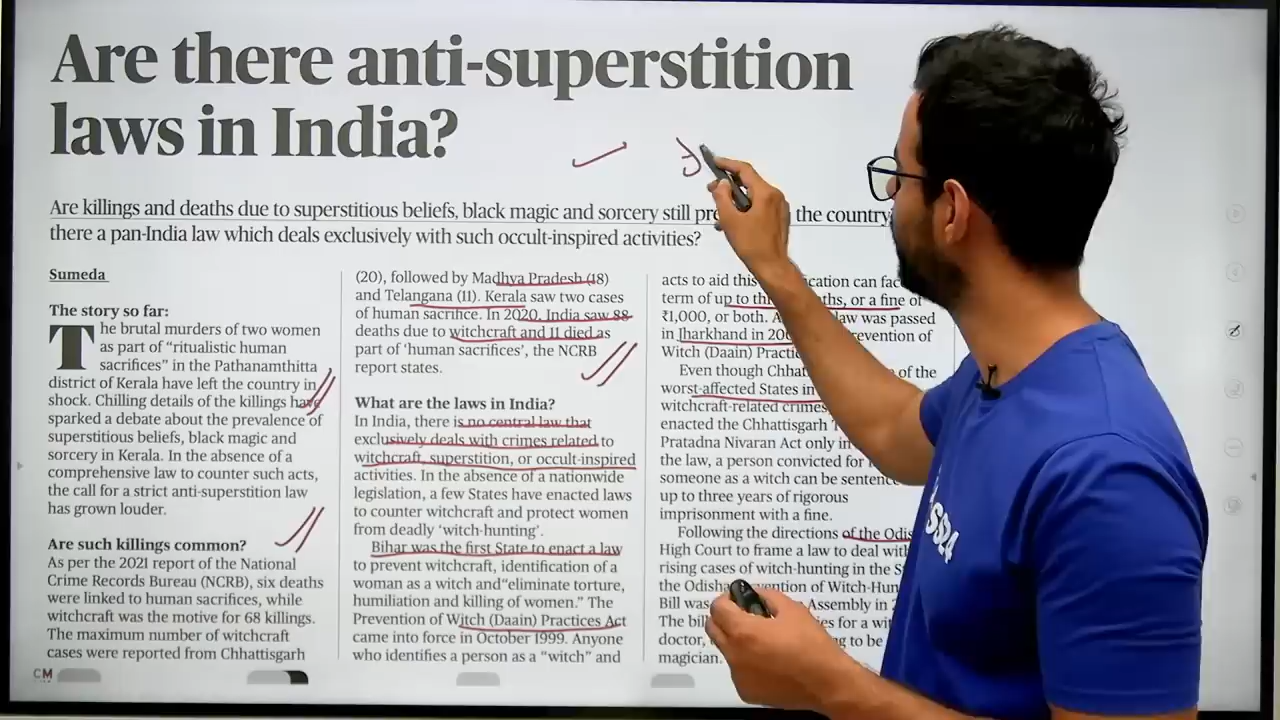 Are there anti-superstition
laws in India?
Are killings and deaths due to superstitious beliefs, black magic and sorcery still the country
there a pan-India law which deals exclusively with such occult-inspired activities?
Sumeda
The story so far:
The brutal murders of two women
as part of “ritualistic human
sacrifices” in the Pathanamthitta
district of Kerala have left the country in
shock. Chilling details of the killings have
sparked a debate about the prevalence of
superstitious beliefs, black magic and
sorcery in Kerala. In the absence of a
comprehensive law to counter such acts,
the call for a strict anti-superstition law
has grown louder.
Are such killings common?
As per the 2021 report of the National
Crime Records Bureau (NCRB), six deaths
were linked to human sacrifices, while
witchcraft was the motive for 68 killings.
The maximum number of witchcraft
cases were reported from Chhattisgarh
(20), followed by Madhya Pradesh (18)
and Telangana (11). Kerala saw two cases
of human sacrifice. In 2020, India saw 88
deaths due to witchcraft and 11 died as
part of ‘human sacrifices’, the NCRB
report states.
What are the laws in India?
In India, there is no central law that
exclusively deals with crimes related to
witchcraft, superstition, or occult-inspired
activities. In the absence of a nationwide
legislation, a few States have enacted laws
to counter witchcraft and protect women
from deadly ‘witch-hunting’.
Bihar was the first State to enact a law
to prevent witchcraft, identification of a
woman as a witch and “eliminate torture,
humiliation and killing of women.” The
Prevention of Witch (Daain) Practices Act
came into force in October 1999. Anyone
who identifies a person as a “witch” and
acts to aid this
term of up to or a fine of
₹1,000, or both. law was passed
in Jharkhand in
Witch (Daain)
Even though of the
worst-affected States in
witchcraft-related crimes
enacted the Chhattisgarh
Pratadna Nivaran Act only in
the law, a person convicted for
someone as a witch can be
up to three years of rigorous
imprisonment with a fine.
Following the directions of the
High Court to frame a law to deal with
rising cases of witch-hunting in the
the Odisha of
Bill was Assembly in
The for a
doctor, to be
magician.
CM